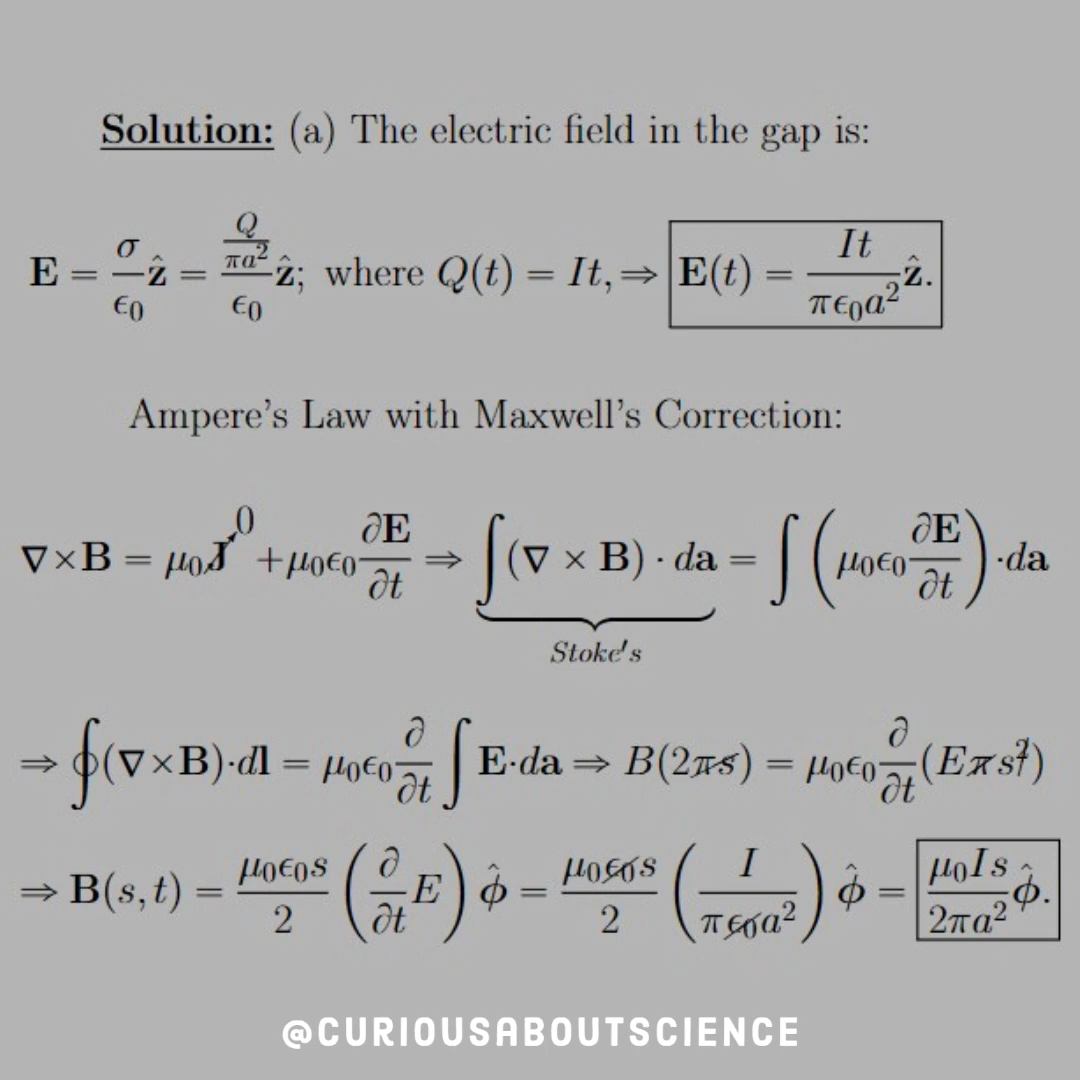 Solution: (a) The electric field in the gap is:
E = σ/ϵ₀ ẑ = (Q/πa²)/ϵ₀ ẑ; where Q(t) = It, ⇒ E(t) = It/πϵ₀a² ẑ.
Ampere's Law with Maxwell's Correction:
∇×B = μ₀J⁰ + μ₀ϵ₀ ∂E/∂t ⇒ ∫(∇ × B) · da = ∫(μ₀ϵ₀ ∂E/∂t) · da
Stoke's
⇒ ∮(∇×B)·dl = μ₀ϵ₀ ∂/∂t ∫E·da ⇒ B(2πs) = μ₀ϵ₀ ∂/∂t (Eπs²)
⇒ B(s, t) = μ₀ϵ₀s/2 (∂/∂t E) ϕ̂ = μ₀ϵ₀s/2 (I/πϵ₀a²) ϕ̂ = μ₀Is/2πa² ϕ̂.
@CURIOUSABOUTSCIENCE